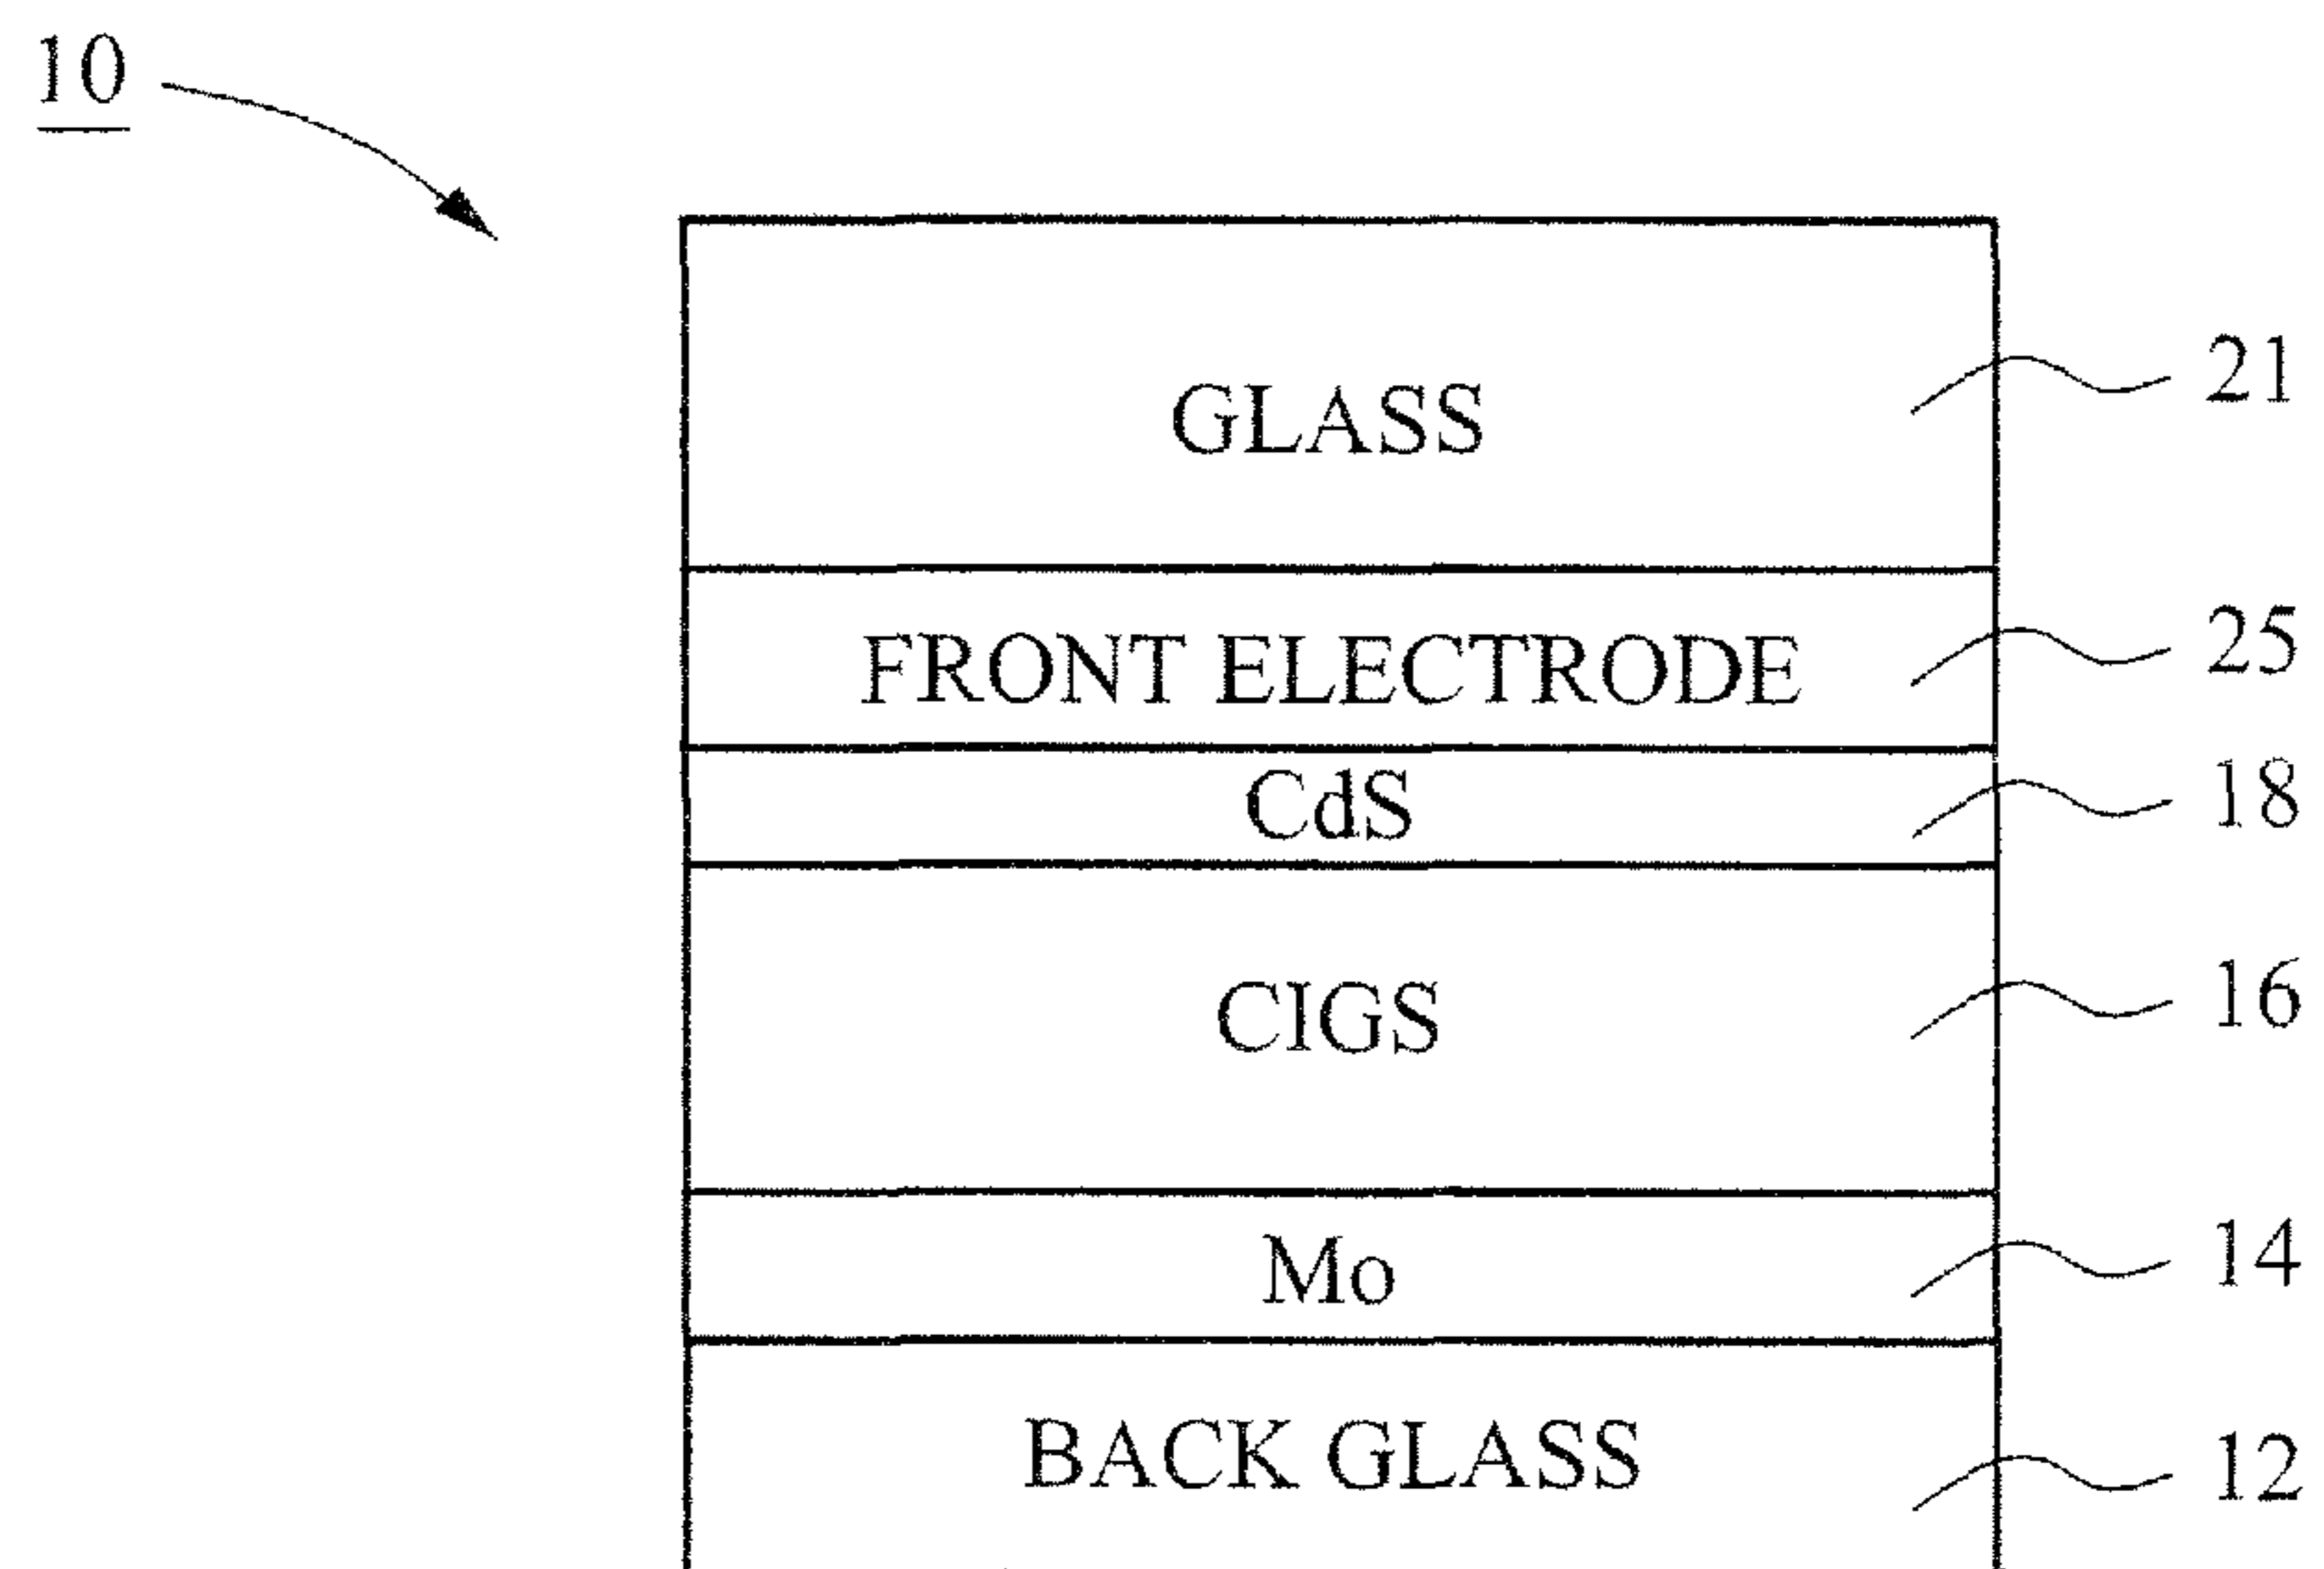 10
GLASS 21
FRONT ELECTRODE 25
CdS 18
CIGS 16
Mo 14
BACK GLASS 12